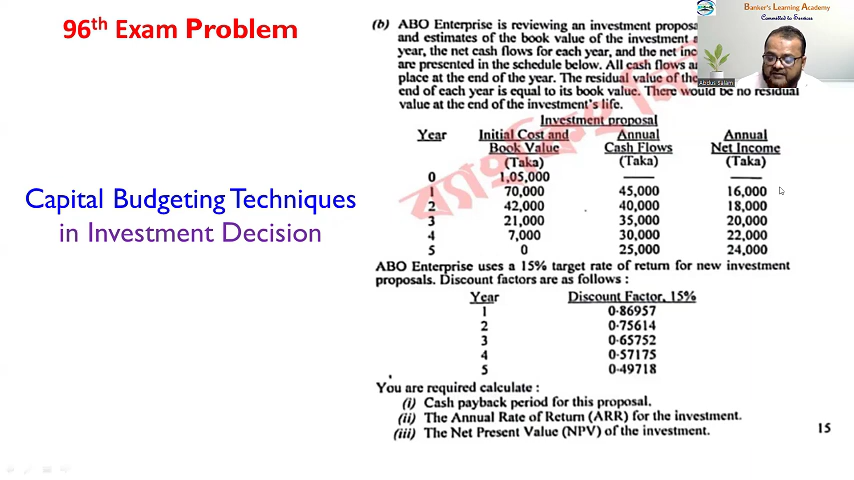 96th Exam Problem
Capital Budgeting Techniques
in Investment Decision
Banker's Learning Academy
Committed to Services
Abdus Salam
(b) ABO Enterprise is reviewing an investment
and estimates of the book value of the investment
year, the net cash flows for each year, and the net
are presented in the schedule below. All cash flows
place at the end of the year. The residual value of the
end of each year is equal to its book value. There would be no residual
value at the end of the investment's life.
Investment proposal
Year Initial Cost and Annual Annual
Book Value Cash Flows Net Income
(Taka) (Taka) (Taka)
0 1,05,000 — —
1 70,000 45,000 16,000
2 42,000 40,000 18,000
3 21,000 35,000 20,000
4 7,000 30,000 22,000
5 0 25,000 24,000
ABO Enterprise uses a 15% target rate of return for new investment
proposals. Discount factors are as follows :
Year Discount Factor, 15%
1 0·86957
2 0·75614
3 0·65752
4 0·57175
5 0·49718
You are required calculate :
(i) Cash payback period for this proposal.
(ii) The Annual Rate of Return (ARR) for the investment.
(iii) The Net Present Value (NPV) of the investment. 15